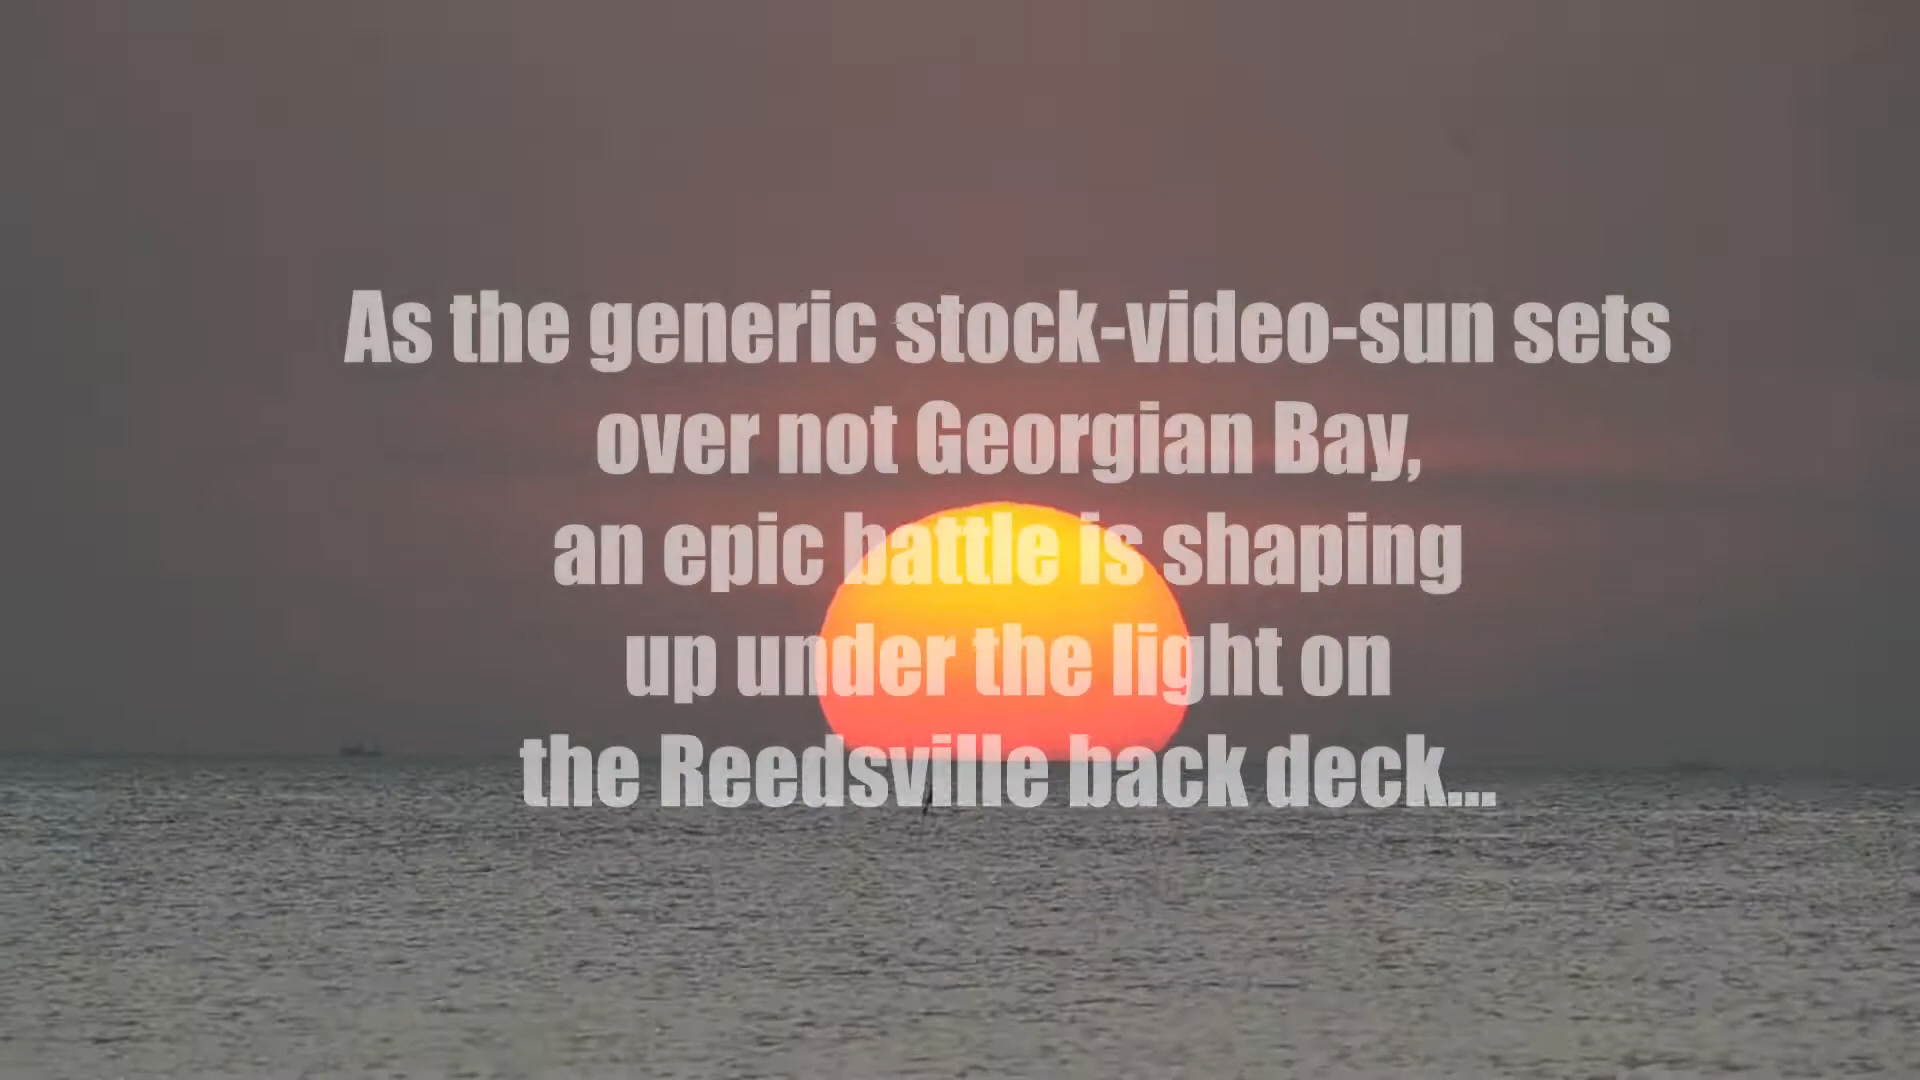 As the generic stock-video-sun sets
over not Georgian Bay,
an epic battle is shaping
up under the light on
the Reedsville back deck...